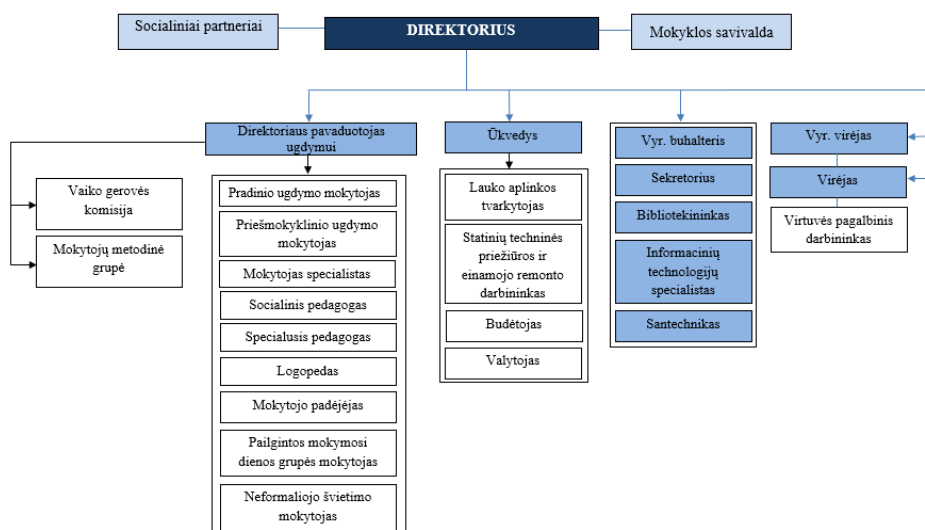 Socialiniai partneriai
DIREKTORIUS
Mokyklos savivalda
Direktoriaus pavaduotojas
ugdymui
Ūkvedys
Vyr. buhalteris
Sekretorius
Bibliotekininkas
Informacinių
technologijų
specialistas
Santechnikas
Vyr. virėjas
Virėjas
Virtuvės pagalbinis
darbininkas
Vaiko gerovės
komisija
Mokytojų metodinė
grupė
Pradinio ugdymo mokytojas
Priešmokyklinio ugdymo
mokytojas
Mokytojas specialistas
Socialinis pedagogas
Specialusis pedagogas
Logopedas
Mokytojo padėjėjas
Pailgintos mokymosi
dienos grupės mokytojas
Neformaliojo švietimo
mokytojas
Lauko aplinkos
tvarkytojas
Statinių techninės
priežiūros ir
einamojo remonto
darbininkas
Budėtojas
Valytojas